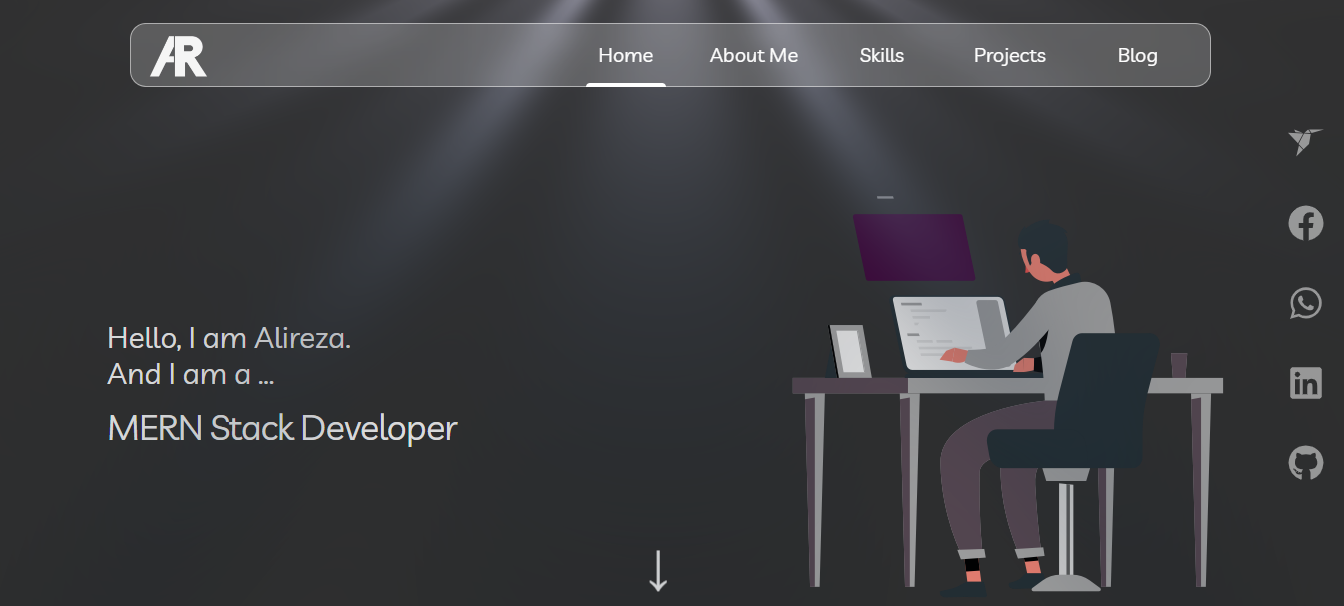 AR
Home
About Me
Skills
Projects
Blog
Hello, I am Alireza.
And I am a ...
MERN Stack Developer